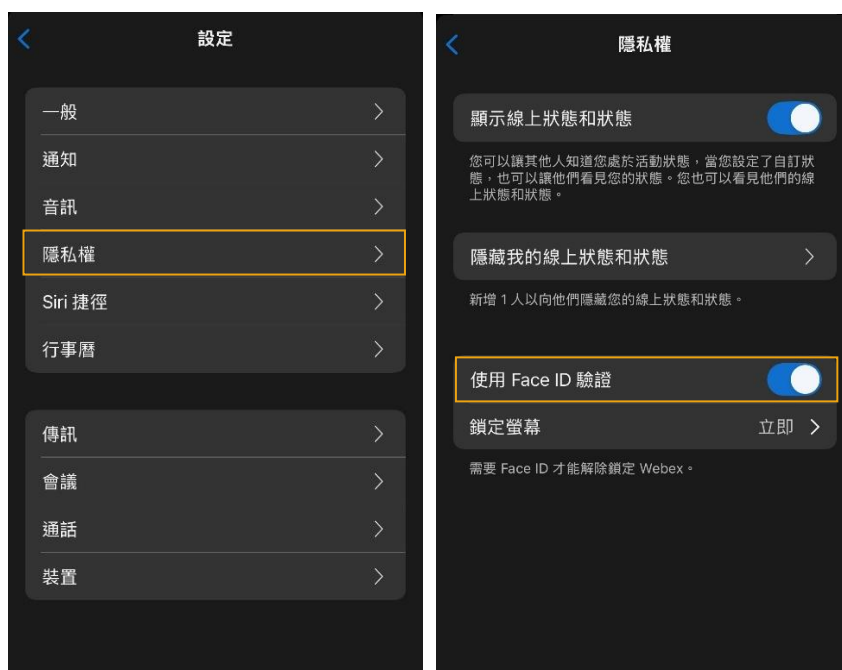 設定
一般
通知
音訊
隱私權
Siri 捷徑
行事曆
傳訊
會議
通話
裝置
隱私權
顯示線上狀態和狀態
您可以讓其他人知道您處於活動狀態，當您設定了自訂狀
態，也可以讓他們看見您的狀態。您也可以看見他們的線
上狀態和狀態。
隱藏我的線上狀態和狀態
新增 1 人以向他們隱藏您的線上狀態和狀態。
使用 Face ID 驗證
鎖定螢幕 立即
需要 Face ID 才能解除鎖定 Webex。